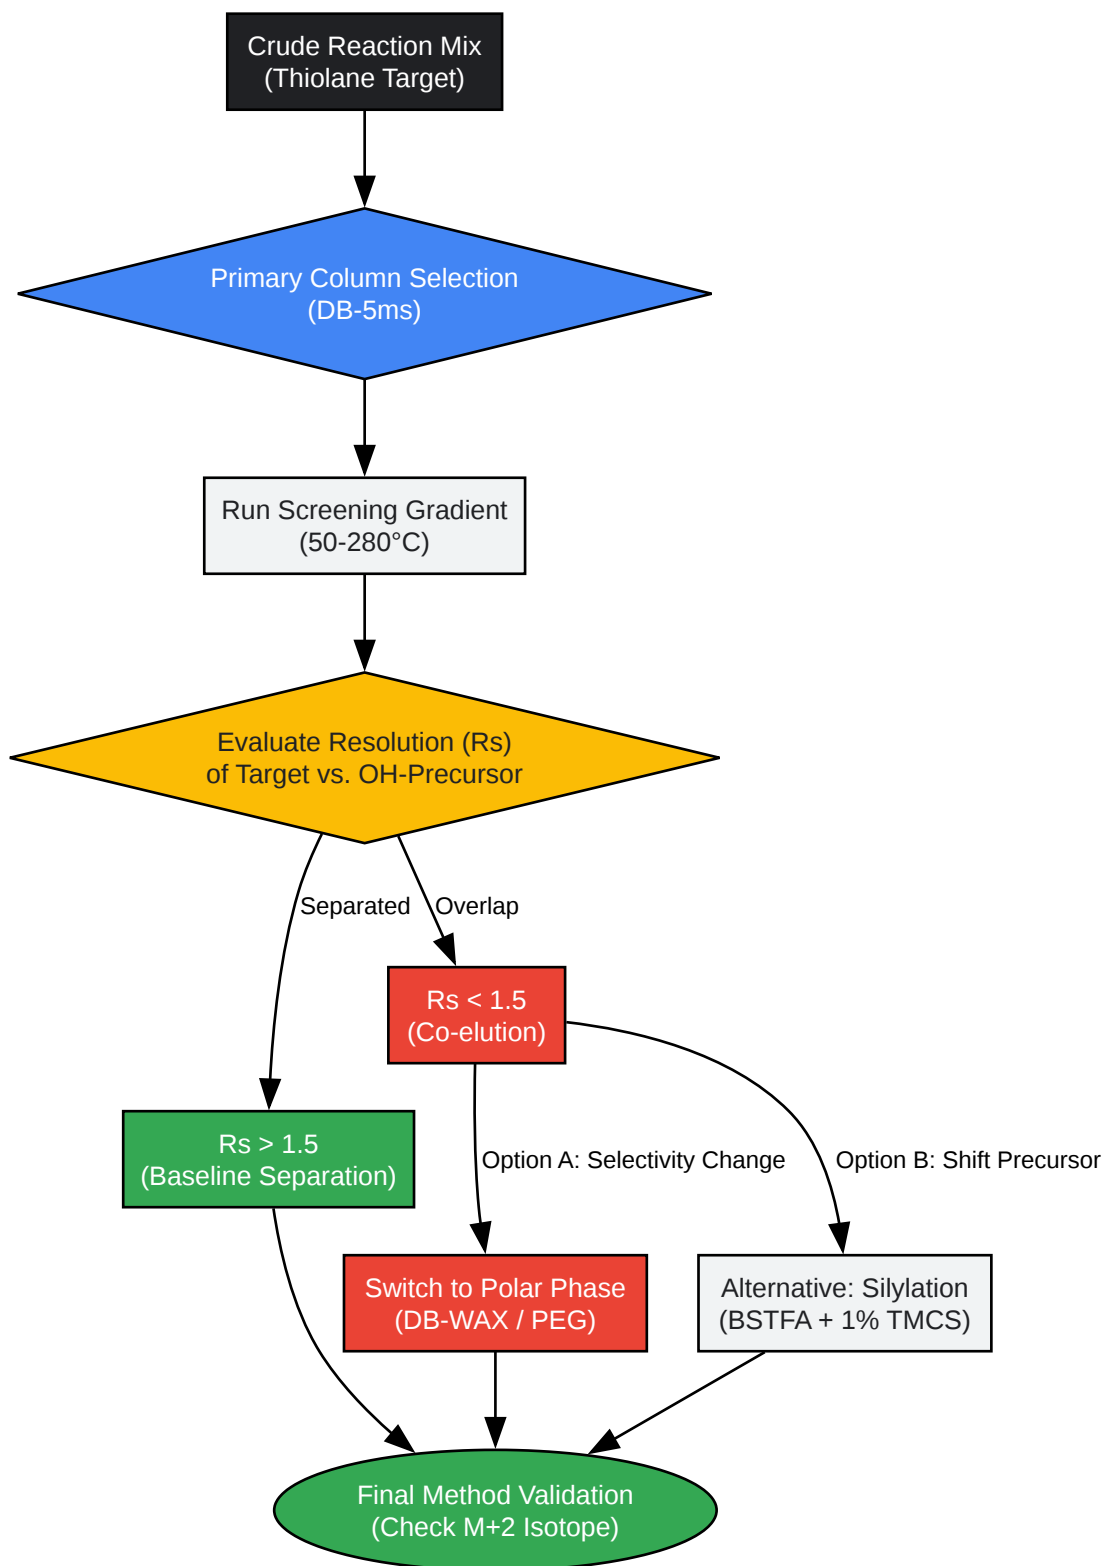 Crude Reaction Mix
(Thiolane Target)
Primary Column Selection
(DB-5ms)
Run Screening Gradient
(50-280°C)
Evaluate Resolution (Rs)
of Target vs. OH-Precursor
Separated
Overlap
Rs < 1.5
(Co-elution)
Rs > 1.5
(Baseline Separation)
Option A: Selectivity Change
Option B: Shift Precursor
Switch to Polar Phase
(DB-WAX / PEG)
Alternative: Silylation
(BSTFA + 1% TMCS)
Final Method Validation
(Check M+2 Isotope)